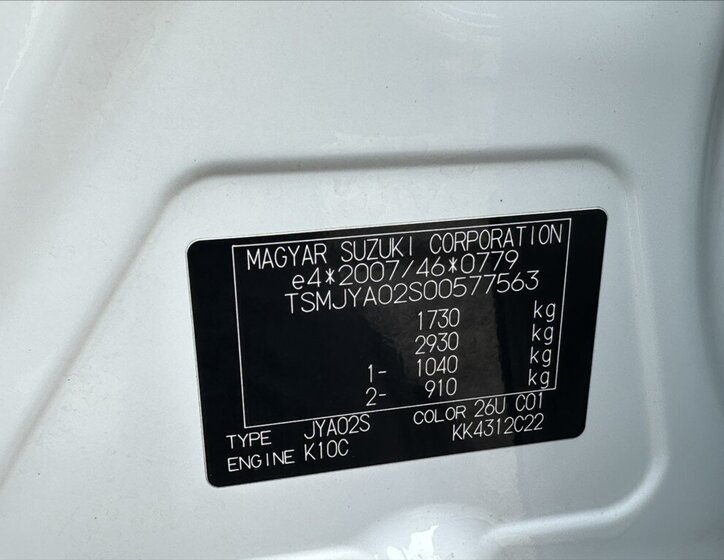 MAGYAR SUZUKI CORPORATION
e4*2007/46*0779
TSMJYA02S00577563
1730 kg
2930 kg
1- 1040 kg
2- 910 kg
TYPE JYA02S COLOR 26U C01
ENGINE K10C KK4312C22